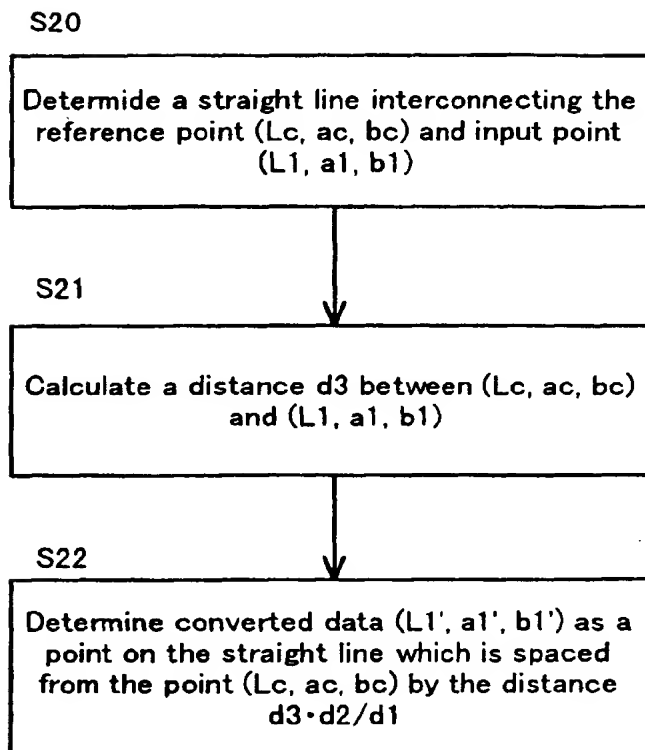 S20
Determide a straight line interconnecting the
reference point (Lc, ac, bc) and input point
(L1, a1, b1)
S21
Calculate a distance d3 between (Lc, ac, bc)
and (L1, a1, b1)
S22
Determine converted data (L1', a1', b1') as a
point on the straight line which is spaced
from the point (Lc, ac, bc) by the distance
d3·d2/d1